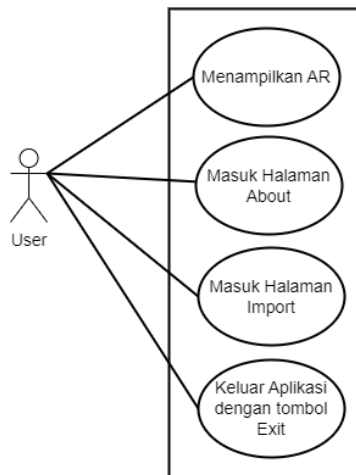 Menampilkan AR
Masuk Halaman
About
User
Masuk Halaman
Import
Keluar Aplikasi
dengan tombol
Exit